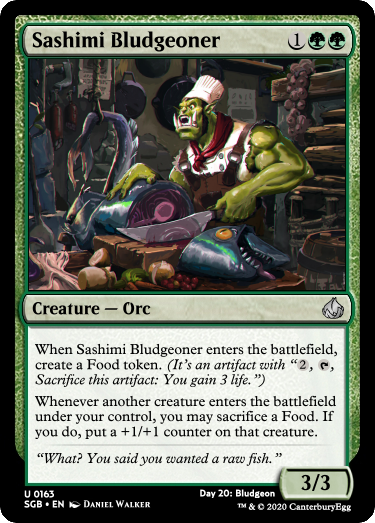 Sashimi Bludgeoner 1
Creature — Orc
When Sashimi Bludgeoner enters the battlefield,
create a Food token. (It's an artifact with “2, ,
Sacrifice this artifact: You gain 3 life.”)
Whenever another creature enters the battlefield
under your control, you may sacrifice a Food. If
you do, put a +1/+1 counter on that creature.
“What? You said you wanted a raw fish.”
3/3
U 0163
Day 20: Bludgeon
SGB • EN Daniel Walker
™ & © 2020 CanterburyEgg